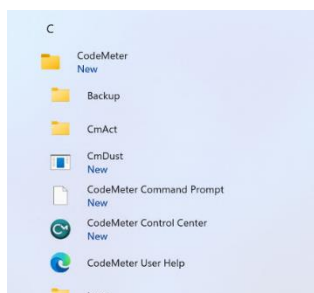 C
CodeMeter
New
Backup
CmAct
CmDust
New
CodeMeter Command Prompt
New
CodeMeter Control Center
New
CodeMeter User Help